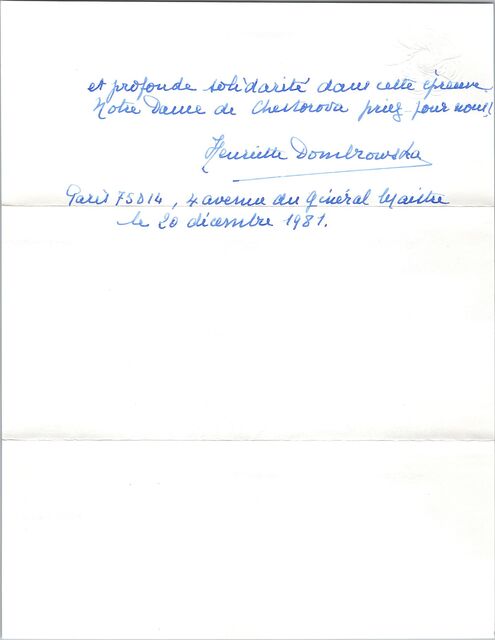 et profonde solidarité dans cette épreuve
Notre Dame de Chestorova priez pour nous!
Henriette Dombrowska
Paris 75014, 4 avenue du Général Maistre
le 20 décembre 1981.